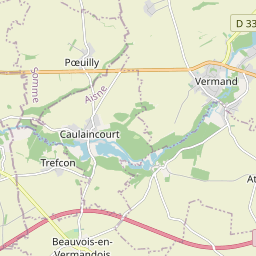 D 33
Pœuilly
Somme
Aisne
Vermand
Caulaincourt
Trefcon
At
Beauvois-en-
Vermandois